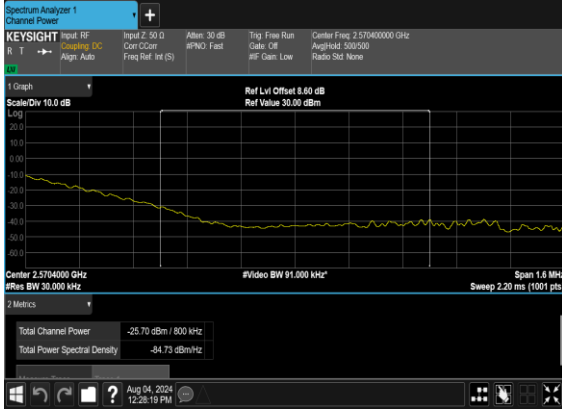 Spectrum Analyzer 1
Channel Power
+
KEYSIGHT
R T
LXI
Input: RF
Coupling: DC
Align: Auto
Input Z: 50 Ω
Corr CCorr
Freq Ref: Int (S)
Atten: 30 dB
#PNO: Fast
Trig: Free Run
Gate: Off
#IF Gain: Low
Center Freq: 2.570400000 GHz
Avg|Hold: 500/500
Radio Std: None
1 Graph
Scale/Div 10.0 dB
Ref Lvl Offset 8.60 dB
Ref Value 30.00 dBm
Log
20.0
10.0
0.00
-10.0
-20.0
-30.0
-40.0
-50.0
-60.0
Center 2.5704000 GHz
#Res BW 30.000 kHz
#Video BW 91.000 kHz*
Span 1.6 MHz
Sweep 2.20 ms (1001 pts
2 Metrics
Total Channel Power -25.70 dBm / 800 kHz
Total Power Spectral Density -84.73 dBm/Hz
?
Aug 04, 2024
12:28:19 PM